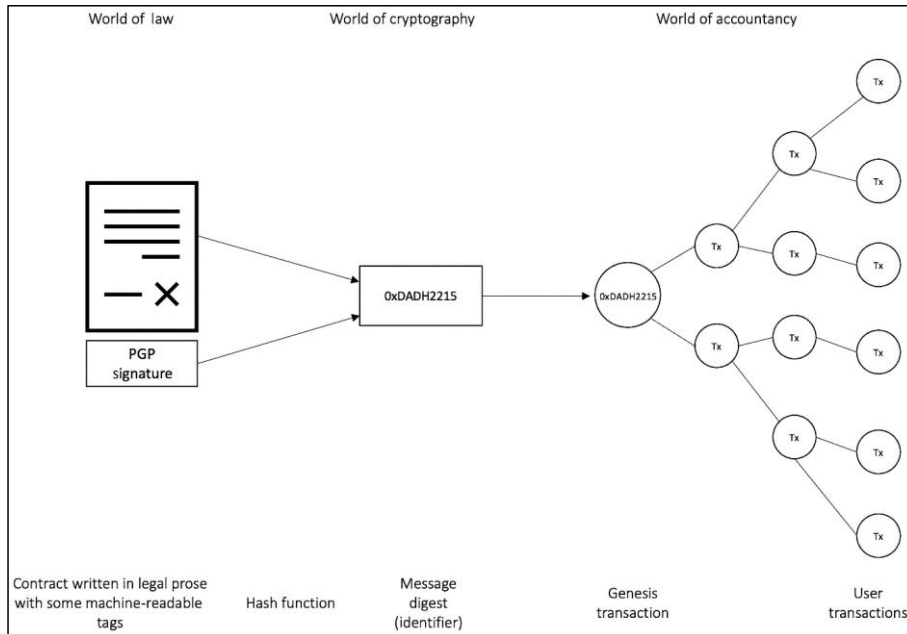 World of law
World of cryptography
World of accountancy
Tx
Tx
Tx
Tx
Tx
Tx
0xDADH2215
0xDADH2215
Tx
Tx
PGP
signature
Tx
Tx
Tx
Tx
Contract written in legal prose
with some machine-readable
tags
Hash function
Message
digest
(identifier)
Genesis
transaction
User
transactions